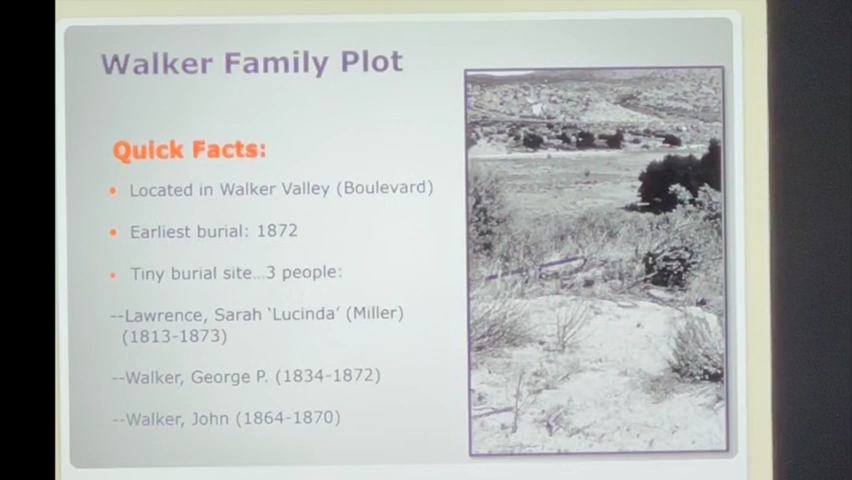 Walker Family Plot
Quick Facts:
• Located in Walker Valley (Boulevard)
• Earliest burial: 1872
• Tiny burial site...3 people:
--Lawrence, Sarah ‘Lucinda’ (Miller)
(1813-1873)
--Walker, George P. (1834-1872)
--Walker, John (1864-1870)